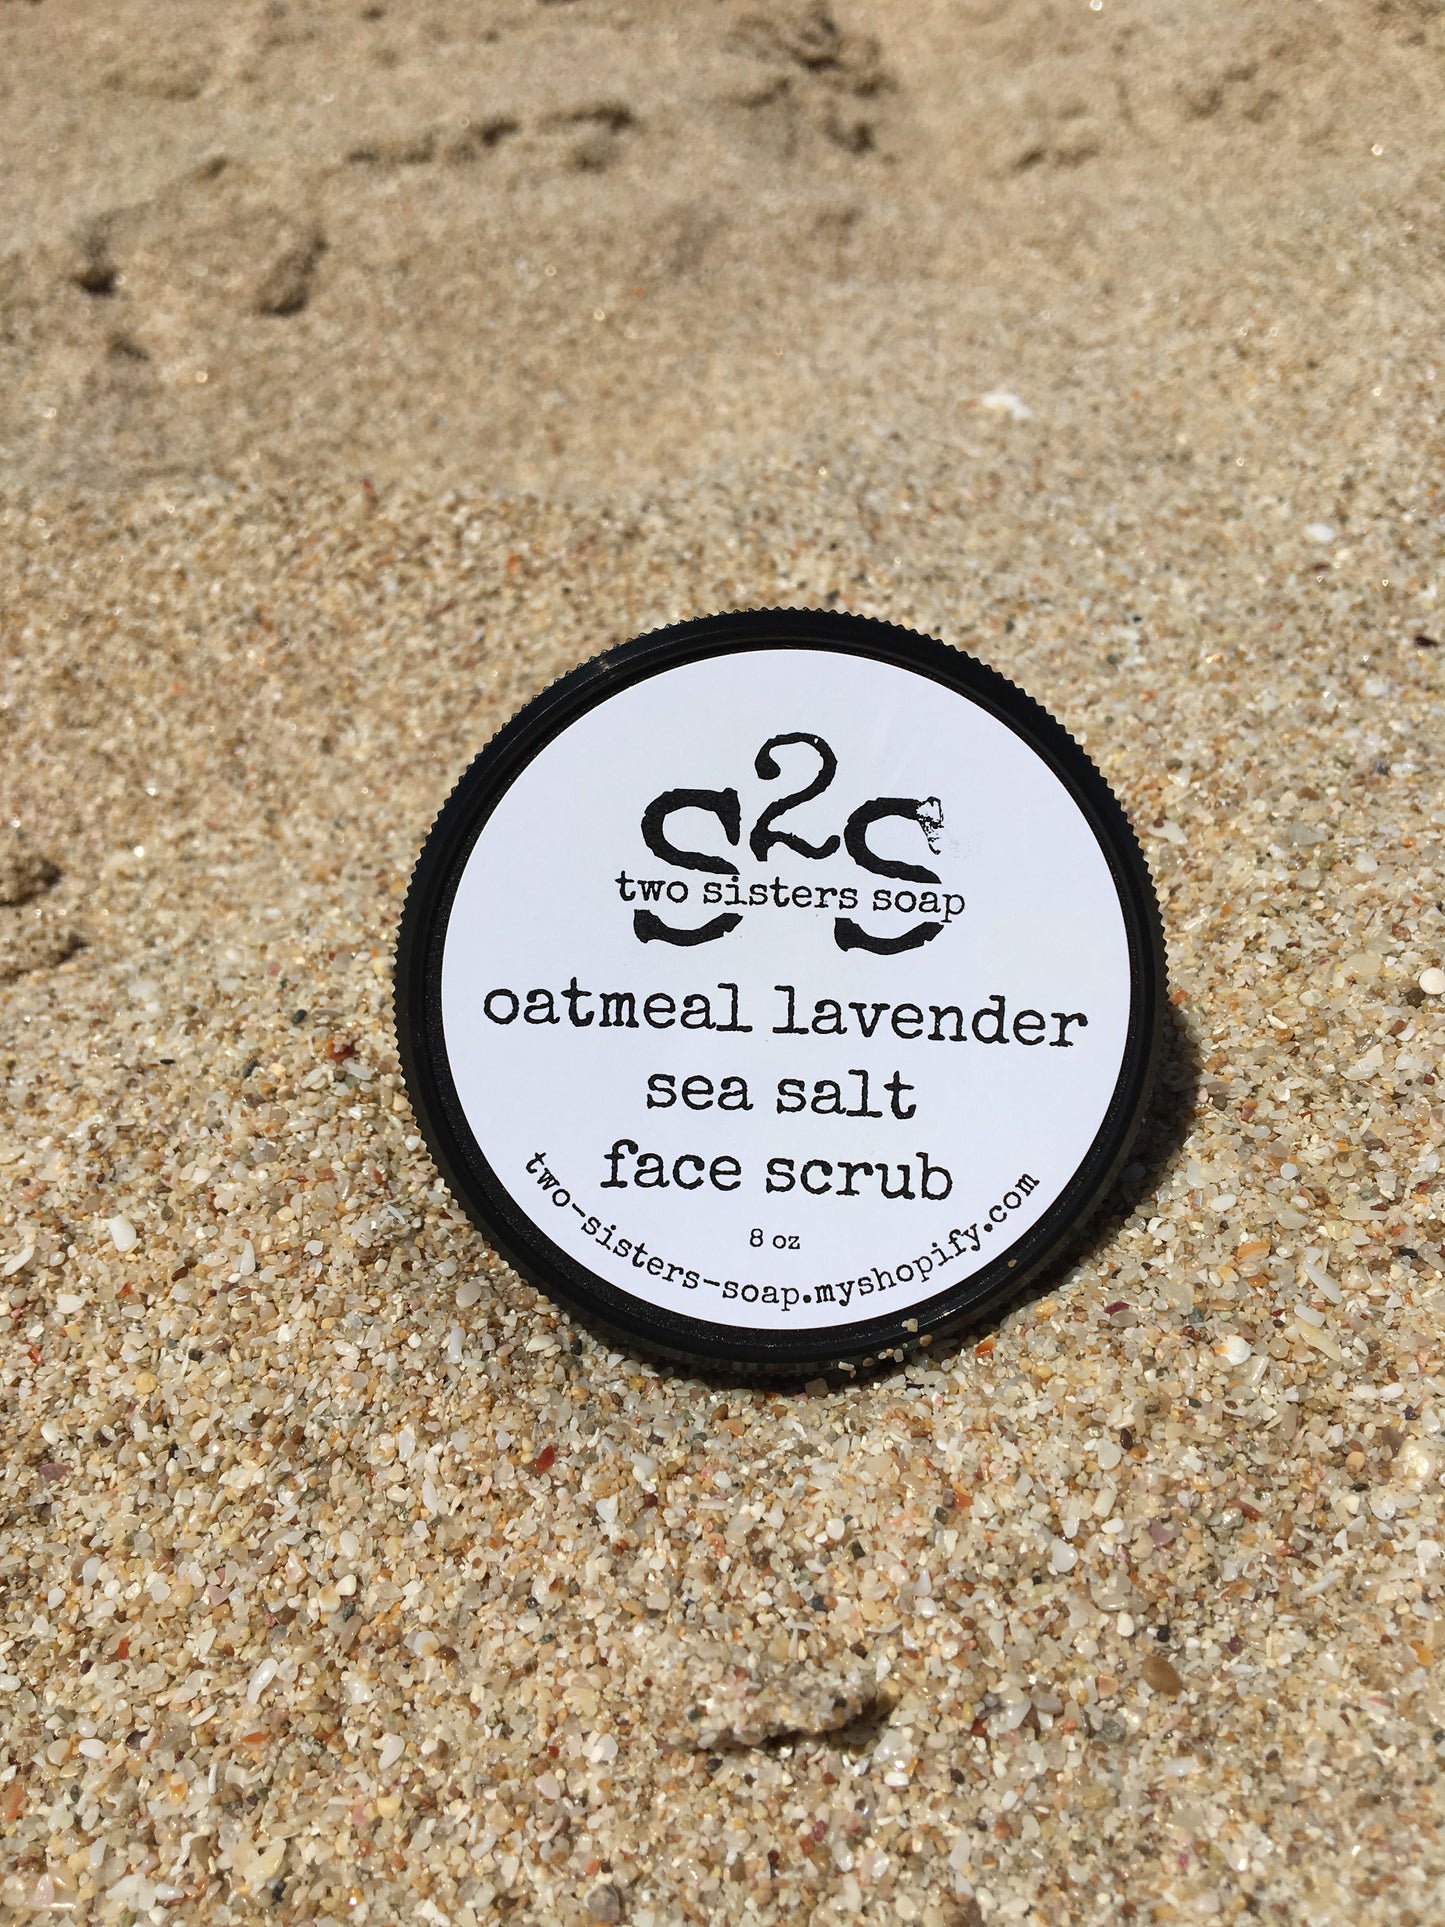 s2s
two sisters soap
oatmeal lavender
sea salt
face scrub
8 oz
two-sisters-soap.myshopify.com